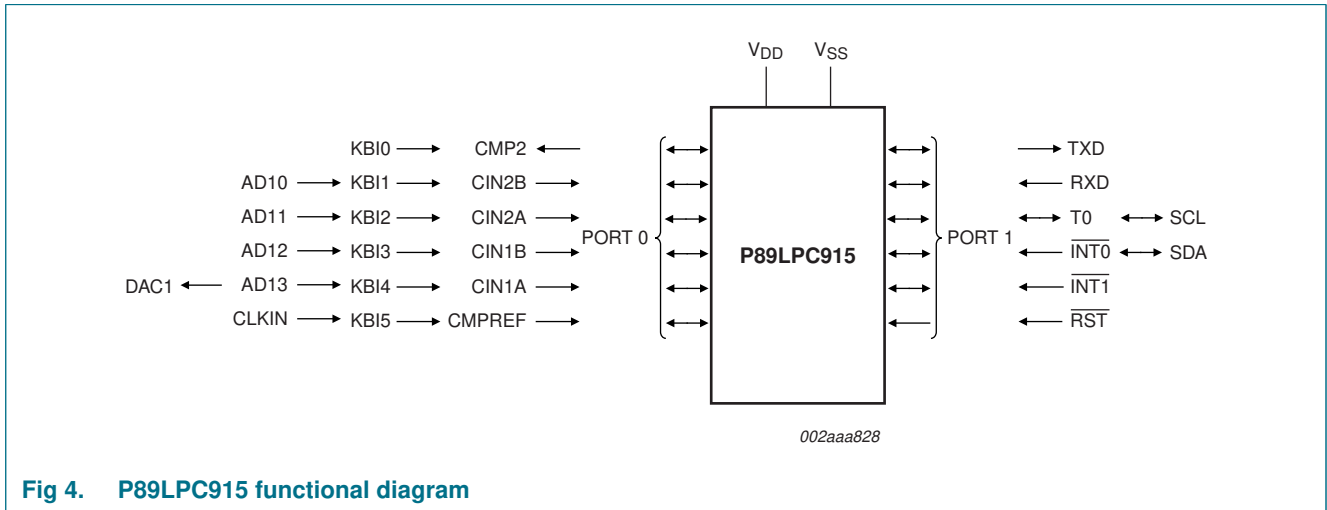 VDD VSS
KBI0 CMP2 TXD
AD10 KBI1 CIN2B RXD
AD11 KBI2 CIN2A T0 SCL
PORT 0 P89LPC915 PORT 1
AD12 KBI3 CIN1B INT0 SDA
DAC1 AD13 KBI4 CIN1A INT1
CLKIN KBI5 CMPREF RST
002aaa828
Fig 4. P89LPC915 functional diagram